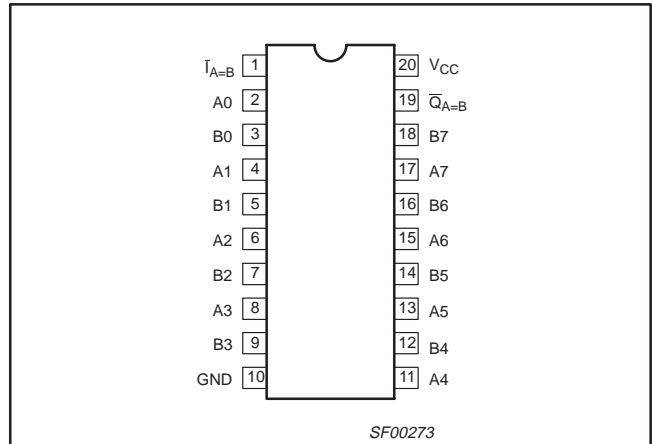 I̅A=B 1 20 VCC
A0 2 19 Q̅A=B
B0 3 18 B7
A1 4 17 A7
B1 5 16 B6
A2 6 15 A6
B2 7 14 B5
A3 8 13 A5
B3 9 12 B4
GND 10 11 A4
SF00273